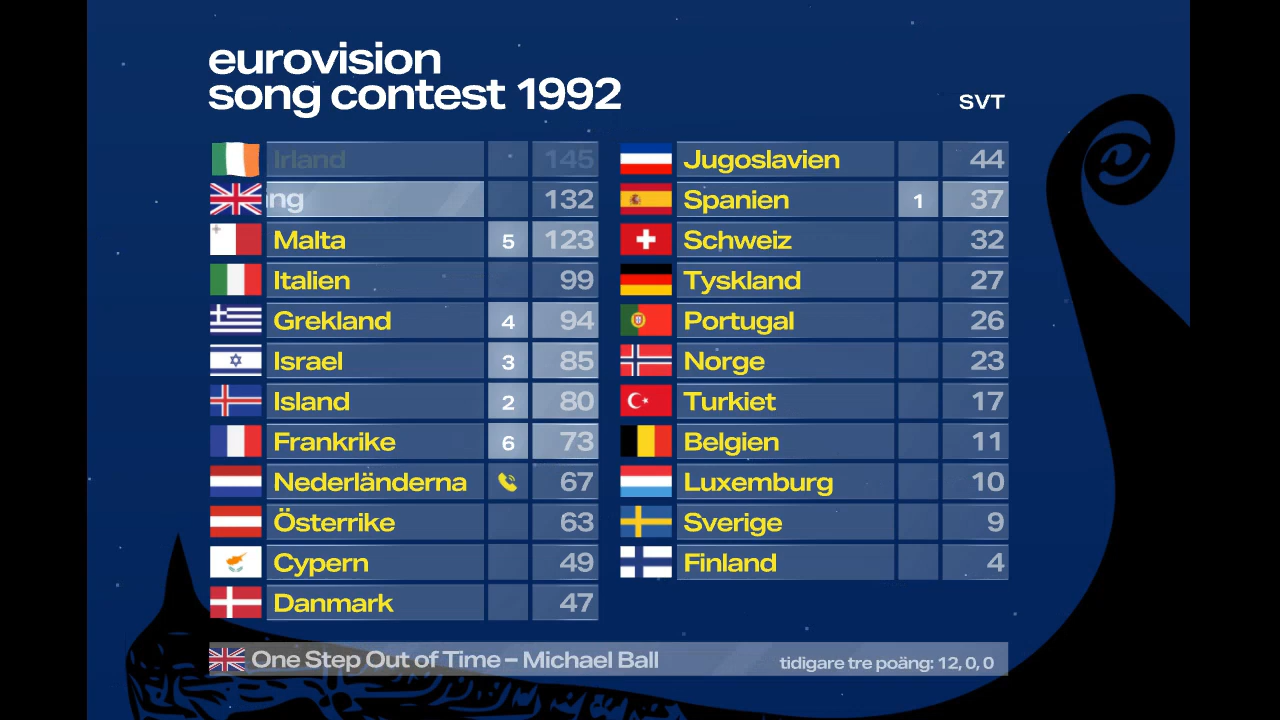 eurovision
song contest 1992
SVT
Irland 145
132
Malta 5 123
Italien 99
Grekland 4 94
Israel 3 85
Island 2 80
Frankrike 6 73
Nederländerna 67
Österrike 63
Cypern 49
Danmark 47
Jugoslavien 44
Spanien 1 37
Schweiz 32
Tyskland 27
Portugal 26
Norge 23
Turkiet 17
Belgien 11
Luxemburg 10
Sverige 9
Finland 4
One Step Out of Time – Michael Ball tidigare tre poäng: 12, 0, 0